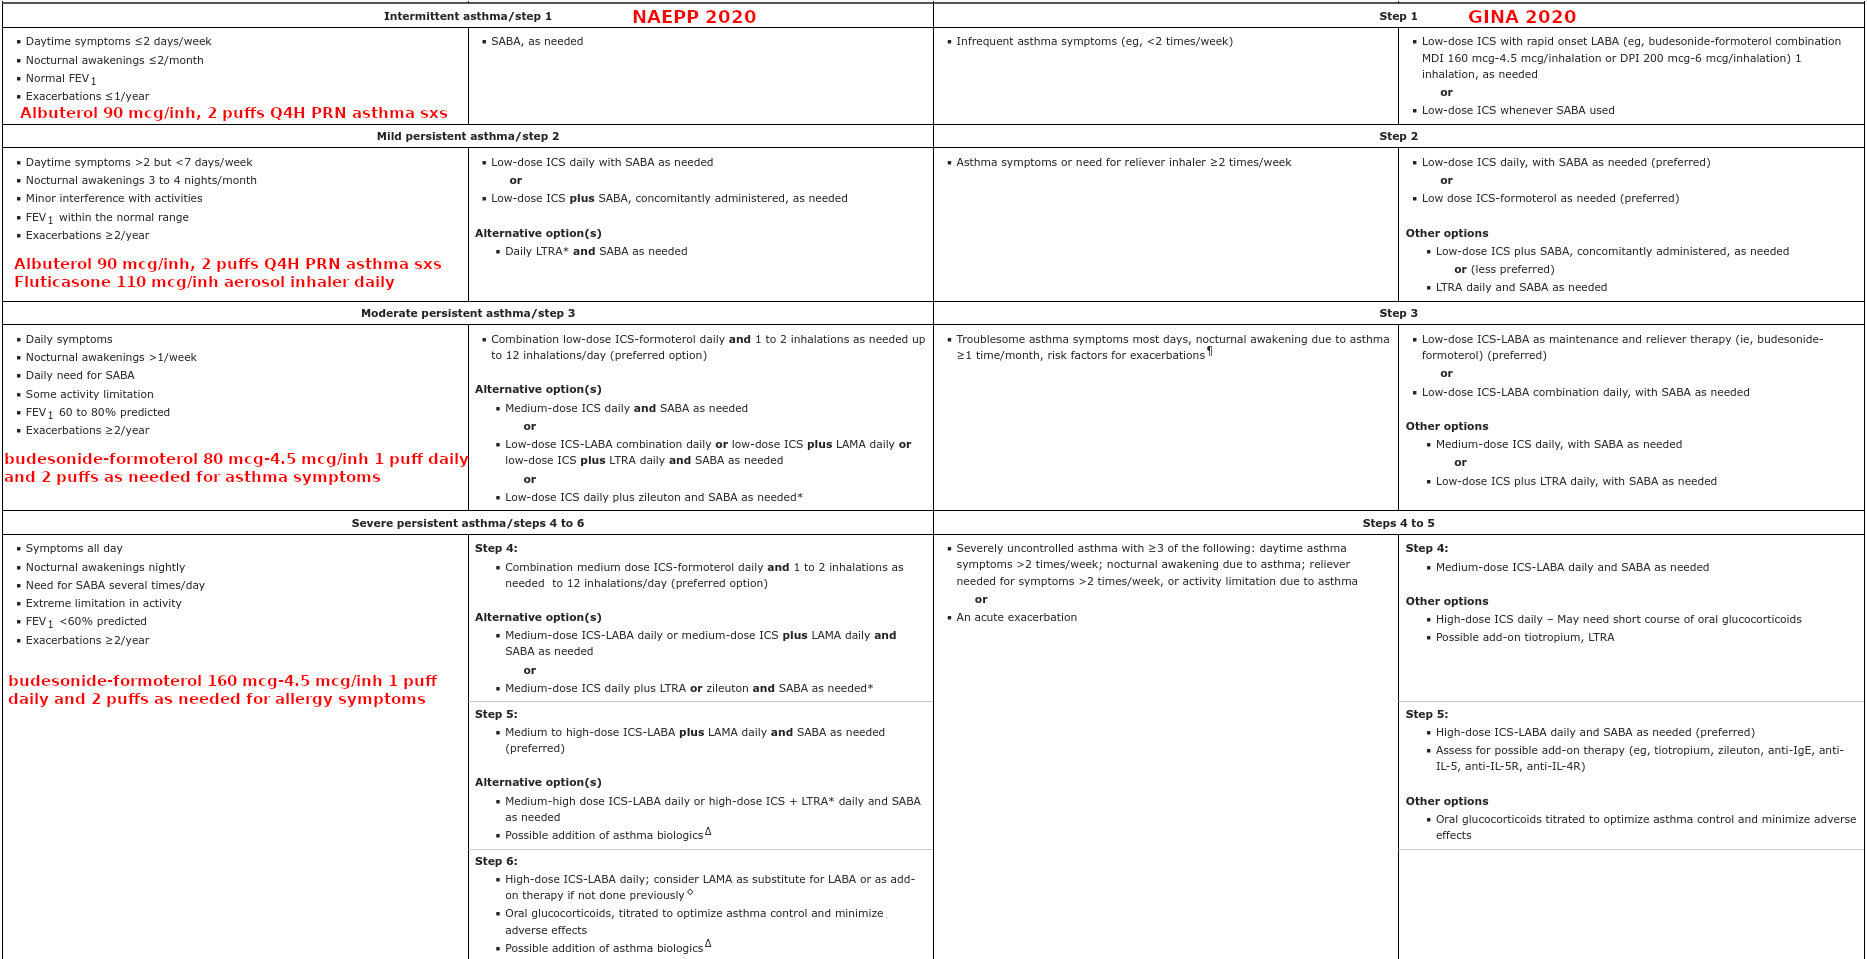 Intermittent asthma/step 1
NAEPP 2020
▪ Daytime symptoms ≤2 days/week
▪ Nocturnal awakenings ≤2/month
▪ Normal FEV1
▪ Exacerbations ≤1/year
Albuterol 90 mcg/inh, 2 puffs Q4H PRN asthma sxs
▪ SABA, as needed
Step 1
GINA 2020
▪ Infrequent asthma symptoms (eg, <2 times/week)
▪ Low-dose ICS with rapid onset LABA (eg, budesonide-formoterol combination
MDI 160 mcg-4.5 mcg/inhalation or DPI 200 mcg-6 mcg/inhalation) 1
inhalation, as needed
or
▪ Low-dose ICS whenever SABA used
Mild persistent asthma/step 2
▪ Daytime symptoms >2 but <7 days/week
▪ Nocturnal awakenings 3 to 4 nights/month
▪ Minor interference with activities
▪ FEV1 within the normal range
▪ Exacerbations ≥2/year
Albuterol 90 mcg/inh, 2 puffs Q4H PRN asthma sxs
Fluticasone 110 mcg/inh aerosol inhaler daily
▪ Low-dose ICS daily with SABA as needed
or
▪ Low-dose ICS plus SABA, concomitantly administered, as needed
Alternative option(s)
▪ Daily LTRA* and SABA as needed
Step 2
▪ Asthma symptoms or need for reliever inhaler ≥2 times/week
▪ Low-dose ICS daily, with SABA as needed (preferred)
or
▪ Low dose ICS-formoterol as needed (preferred)
Other options
▪ Low-dose ICS plus SABA, concomitantly administered, as needed
or (less preferred)
▪ LTRA daily and SABA as needed
Moderate persistent asthma/step 3
▪ Daily symptoms
▪ Nocturnal awakenings >1/week
▪ Daily need for SABA
▪ Some activity limitation
▪ FEV1 60 to 80% predicted
▪ Exacerbations ≥2/year
budesonide-formoterol 80 mcg-4.5 mcg/inh 1 puff daily
and 2 puffs as needed for asthma symptoms
▪ Combination low-dose ICS-formoterol daily and 1 to 2 inhalations as needed up
to 12 inhalations/day (preferred option)
Alternative option(s)
▪ Medium-dose ICS daily and SABA as needed
or
▪ Low-dose ICS-LABA combination daily or low-dose ICS plus LAMA daily or
low-dose ICS plus LTRA daily and SABA as needed
or
▪ Low-dose ICS daily plus zileuton and SABA as needed*
Step 3
▪ Troublesome asthma symptoms most days, nocturnal awakening due to asthma
≥1 time/month, risk factors for exacerbations¶
▪ Low-dose ICS-LABA as maintenance and reliever therapy (ie, budesonide-
formoterol) (preferred)
or
▪ Low-dose ICS-LABA combination daily, with SABA as needed
Other options
▪ Medium-dose ICS daily, with SABA as needed
or
▪ Low-dose ICS plus LTRA daily, with SABA as needed
Severe persistent asthma/steps 4 to 6
▪ Symptoms all day
▪ Nocturnal awakenings nightly
▪ Need for SABA several times/day
▪ Extreme limitation in activity
▪ FEV1 <60% predicted
▪ Exacerbations ≥2/year
budesonide-formoterol 160 mcg-4.5 mcg/inh 1 puff
daily and 2 puffs as needed for allergy symptoms
Step 4:
▪ Combination medium dose ICS-formoterol daily and 1 to 2 inhalations as
needed to 12 inhalations/day (preferred option)
Alternative option(s)
▪ Medium-dose ICS-LABA daily or medium-dose ICS plus LAMA daily and
SABA as needed
or
▪ Medium-dose ICS daily plus LTRA or zileuton and SABA as needed*
Step 5:
▪ Medium to high-dose ICS-LABA plus LAMA daily and SABA as needed
(preferred)
Alternative option(s)
▪ Medium-high dose ICS-LABA daily or high-dose ICS + LTRA* daily and SABA
as needed
▪ Possible addition of asthma biologicsΔ
Step 6:
▪ High-dose ICS-LABA daily; consider LAMA as substitute for LABA or as add-
on therapy if not done previously◊
▪ Oral glucocorticoids, titrated to optimize asthma control and minimize
adverse effects
▪ Possible addition of asthma biologicsΔ
Steps 4 to 5
▪ Severely uncontrolled asthma with ≥3 of the following: daytime asthma
symptoms >2 times/week; nocturnal awakening due to asthma; reliever
needed for symptoms >2 times/week, or activity limitation due to asthma
or
▪ An acute exacerbation
Step 4:
▪ Medium-dose ICS-LABA daily and SABA as needed
Other options
▪ High-dose ICS daily – May need short course of oral glucocorticoids
▪ Possible add-on tiotropium, LTRA
Step 5:
▪ High-dose ICS-LABA daily and SABA as needed (preferred)
▪ Assess for possible add-on therapy (eg, tiotropium, zileuton, anti-IgE, anti-
IL-5, anti-IL-5R, anti-IL-4R)
Other options
▪ Oral glucocorticoids titrated to optimize asthma control and minimize adverse
effects